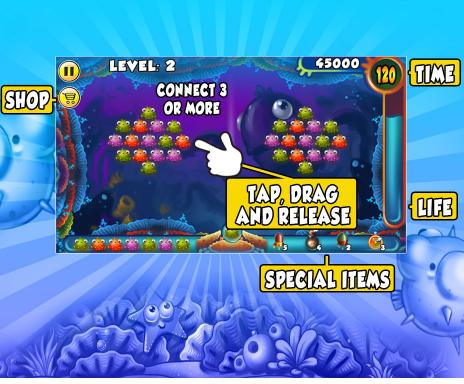 LEVEL: 2
45000
120
TIME
SHOP
CONNECT 3
OR MORE
TAP, DRAG
AND RELEASE
LIFE
5
4
2
3
SPECIAL ITEMS